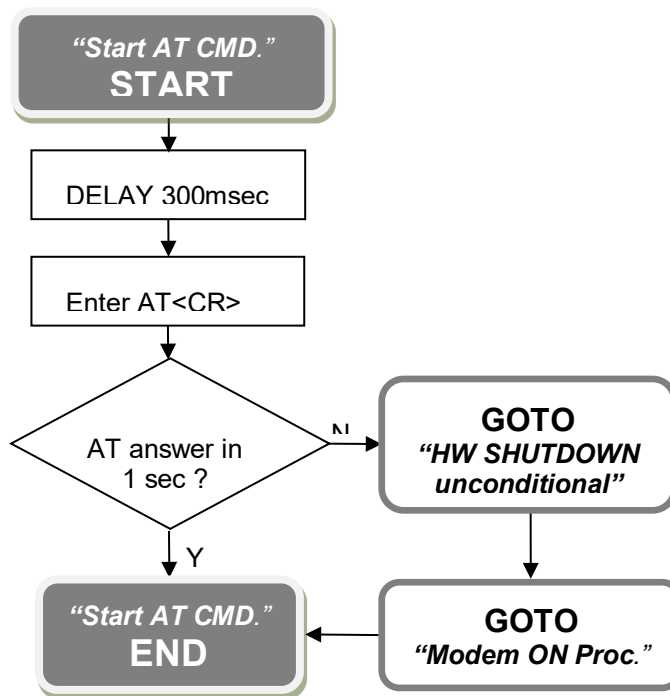 “Start AT CMD.”
START
DELAY 300msec
Enter AT<CR>
AT answer in
1 sec ?
N
GOTO
“HW SHUTDOWN
unconditional”
Y
“Start AT CMD.”
END
GOTO
“Modem ON Proc.”